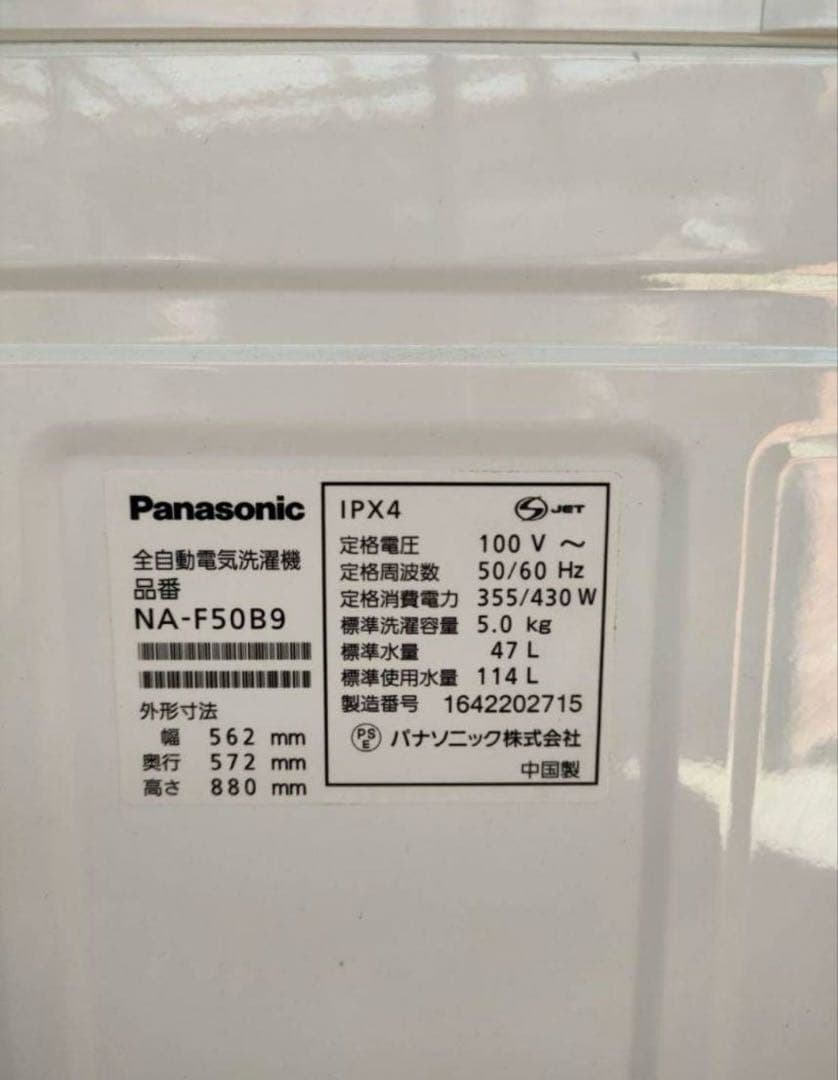 Panasonic
全自動電気洗濯機
品番
NA-F50B9
外形寸法
幅 562 mm
奥行 572 mm
高さ 880 mm
IPX4 S JET
定格電圧 100 V ～
定格周波数 50/60 Hz
定格消費電力 355/430 W
標準洗濯容量 5.0 kg
標準水量 47 L
標準使用水量 114 L
製造番号 1642202715
PSE パナソニック株式会社
中国製